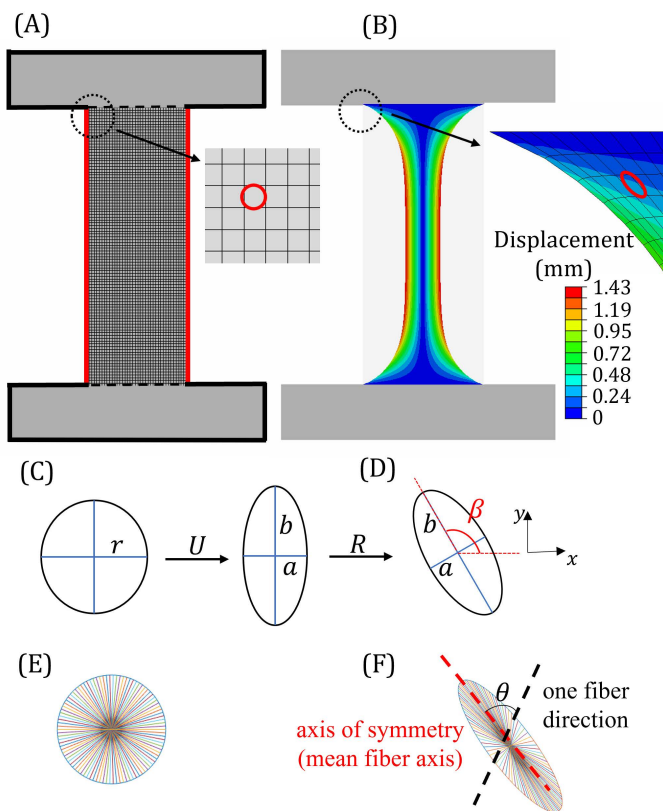 (A)
(B)
Displacement
(mm)
1.43
1.19
0.95
0.72
0.48
0.24
0
(C)
(D)
r
U
b
a
R
b
a
β
y
x
(E)
(F)
θ
one fiber
direction
axis of symmetry
(mean fiber axis)